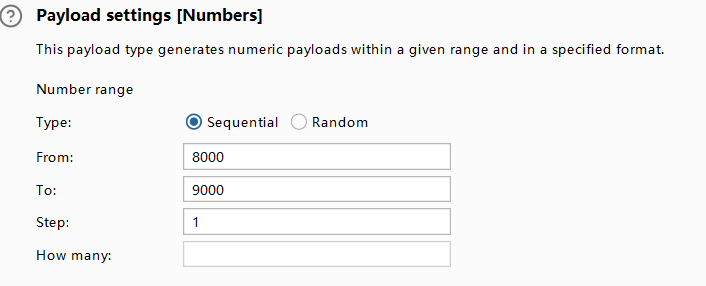 Payload settings [Numbers]
This payload type generates numeric payloads within a given range and in a specified format.
Number range
Type: Sequential Random
From: 8000
To: 9000
Step: 1
How many: